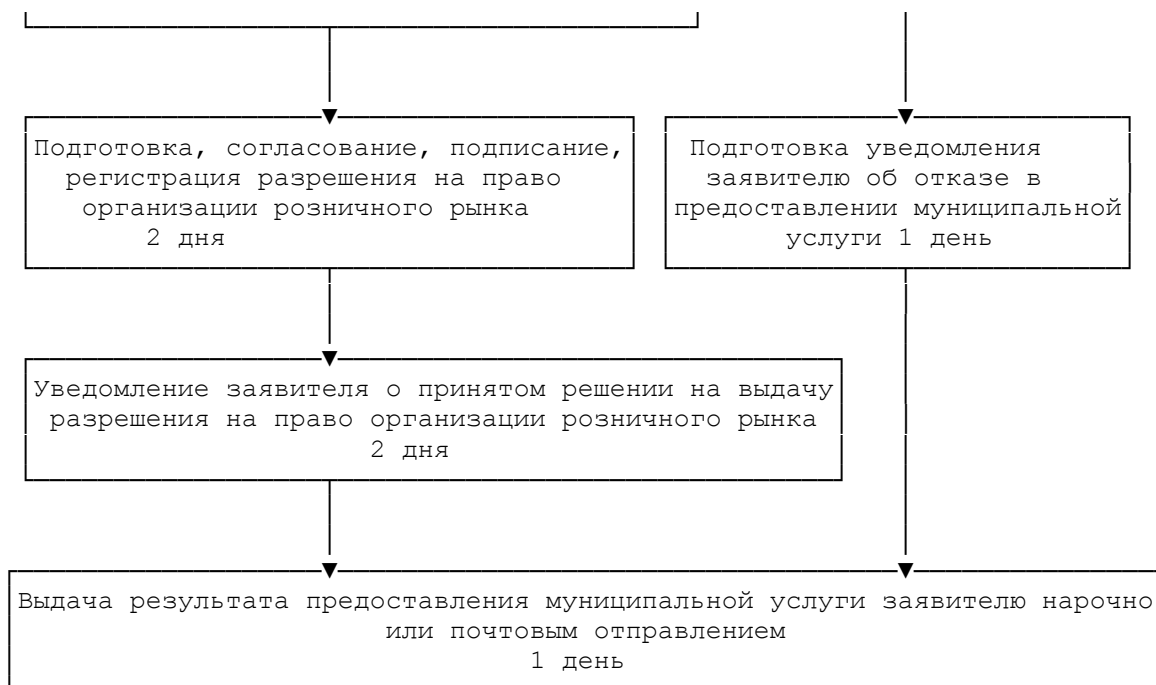 Подготовка, согласование, подписание,
регистрация разрешения на право
организации розничного рынка
2 дня
Подготовка уведомления
заявителю об отказе в
предоставлении муниципальной
услуги 1 день
Уведомление заявителя о принятом решении на выдачу
разрешения на право организации розничного рынка
2 дня
Выдача результата предоставления муниципальной услуги заявителю нарочно
или почтовым отправлением
1 день